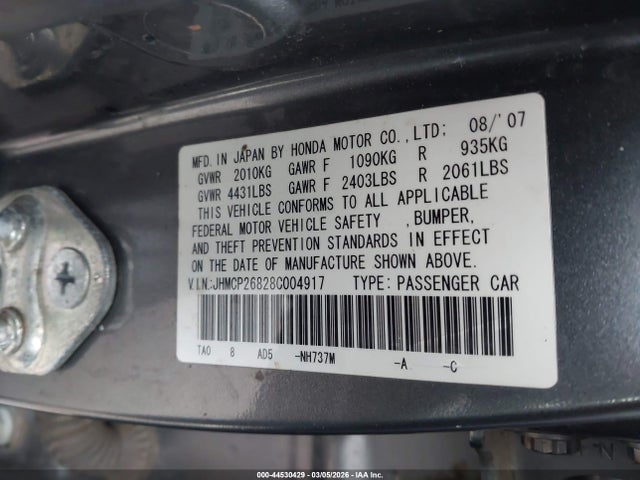 MFD. IN JAPAN BY HONDA MOTOR CO., LTD: 08/'07
GVWR 2010KG GAWR F 1090KG R 935KG
GVWR 4431LBS GAWR F 2403LBS R 2061LBS
THIS VEHICLE CONFORMS TO ALL APPLICABLE
FEDERAL MOTOR VEHICLE SAFETY , BUMPER,
AND THEFT PREVENTION STANDARDS IN EFFECT
ON THE DATE OF MANUFACTURE SHOWN ABOVE.
V.I.N.:JHMCP26828C004917 TYPE: PASSENGER CAR
TA0 8 AD5 -NH737M -A -C
000-44530429 - 03/05/2026 - IAA Inc.